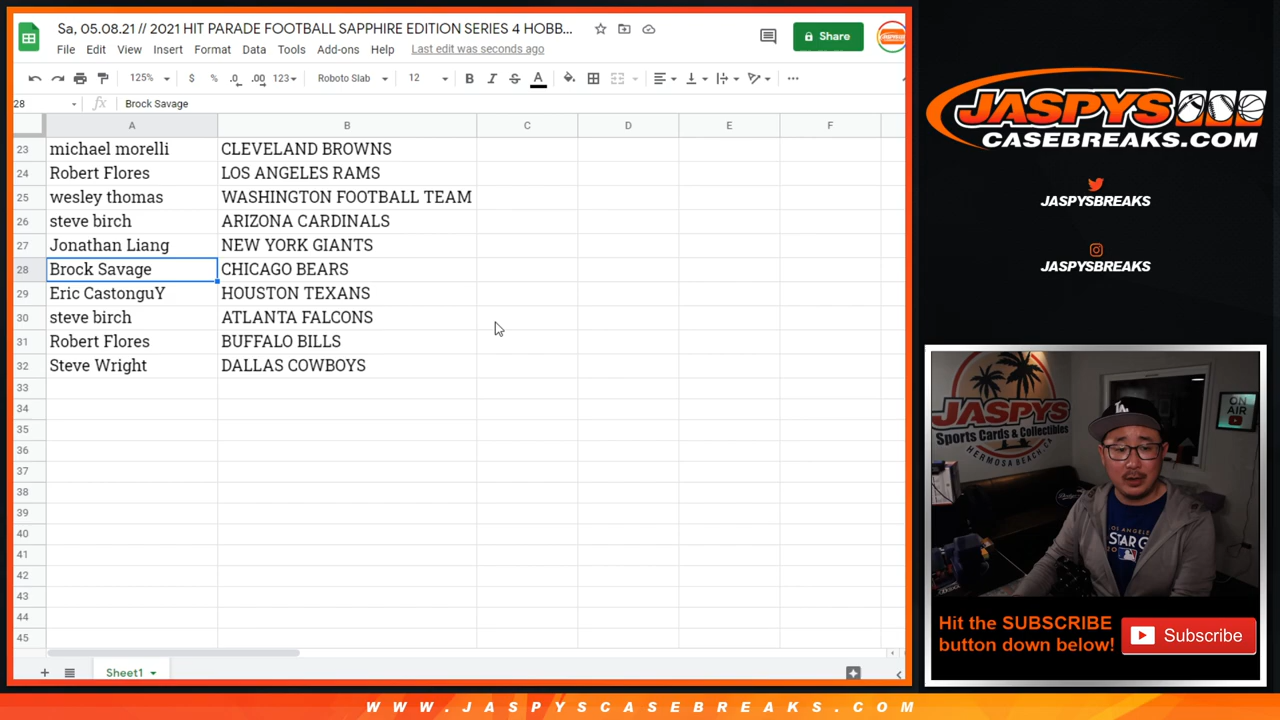 Sa, 05.08.21 // 2021 HIT PARADE FOOTBALL SAPPHIRE EDITION SERIES 4 HOBB...
File Edit View Insert Format Data Tools Add-ons Help Last edit was seconds ago
Share
125% $ % .0 .00 123 Roboto Slab 12 B I S A
28 fx Brock Savage
A B C D E F
23 michael morelli CLEVELAND BROWNS
24 Robert Flores LOS ANGELES RAMS
25 wesley thomas WASHINGTON FOOTBALL TEAM
26 steve birch ARIZONA CARDINALS
27 Jonathan Liang NEW YORK GIANTS
28 Brock Savage CHICAGO BEARS
29 Eric CastonguY HOUSTON TEXANS
30 steve birch ATLANTA FALCONS
31 Robert Flores BUFFALO BILLS
32 Steve Wright DALLAS COWBOYS
33
34
35
36
37
38
39
40
41
42
43
44
45
Sheet1
JASPYS
CASEBREAKS.COM
JASPYSBREAKS
JASPYSBREAKS
JASPYS
Sports Cards & Collectibles
HERMOSA BEACH, CA
ON
AIR
LA
LOS ANGELES
STAR G
Hit the SUBSCRIBE
button down below!
Subscribe
WWW.JASPYSCASEBREAKS.COM